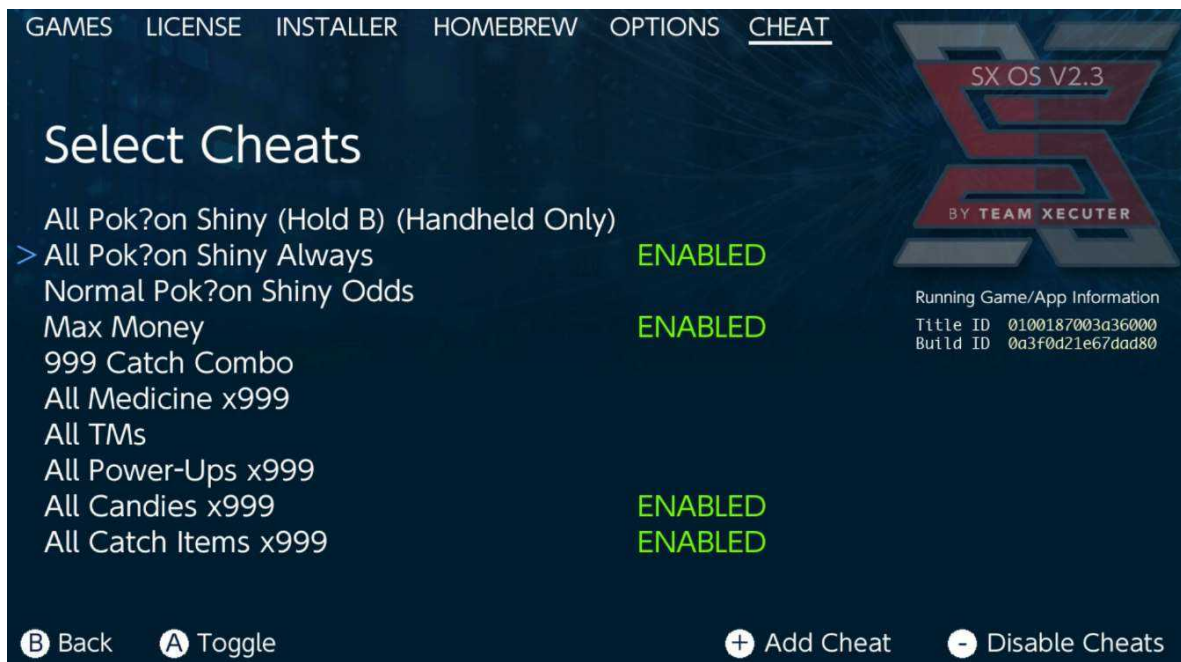 GAMES LICENSE INSTALLER HOMEBREW OPTIONS CHEAT
SX OS V2.3
BY TEAM XECUTER
Select Cheats
All Pok?on Shiny (Hold B) (Handheld Only)
> All Pok?on Shiny Always ENABLED
Normal Pok?on Shiny Odds
Max Money ENABLED
999 Catch Combo
All Medicine x999
All TMs
All Power-Ups x999
All Candies x999 ENABLED
All Catch Items x999 ENABLED
Running Game/App Information
Title ID 0100187003a36000
Build ID 0a3f0d21e67dad80
B Back A Toggle + Add Cheat - Disable Cheats